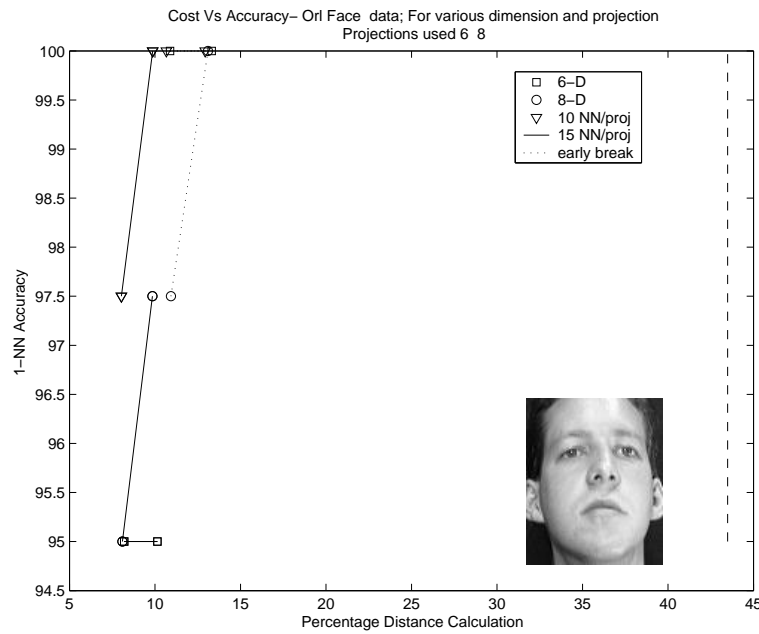 Cost Vs Accuracy– Orl Face data; For various dimension and projection
Projections used 6 8
100
99.5
99
98.5
98
97.5
97
96.5
96
95.5
95
94.5
1–NN Accuracy
6–D
8–D
10 NN/proj
15 NN/proj
early break
5
10
15
20
25
30
35
40
45
Percentage Distance Calculation